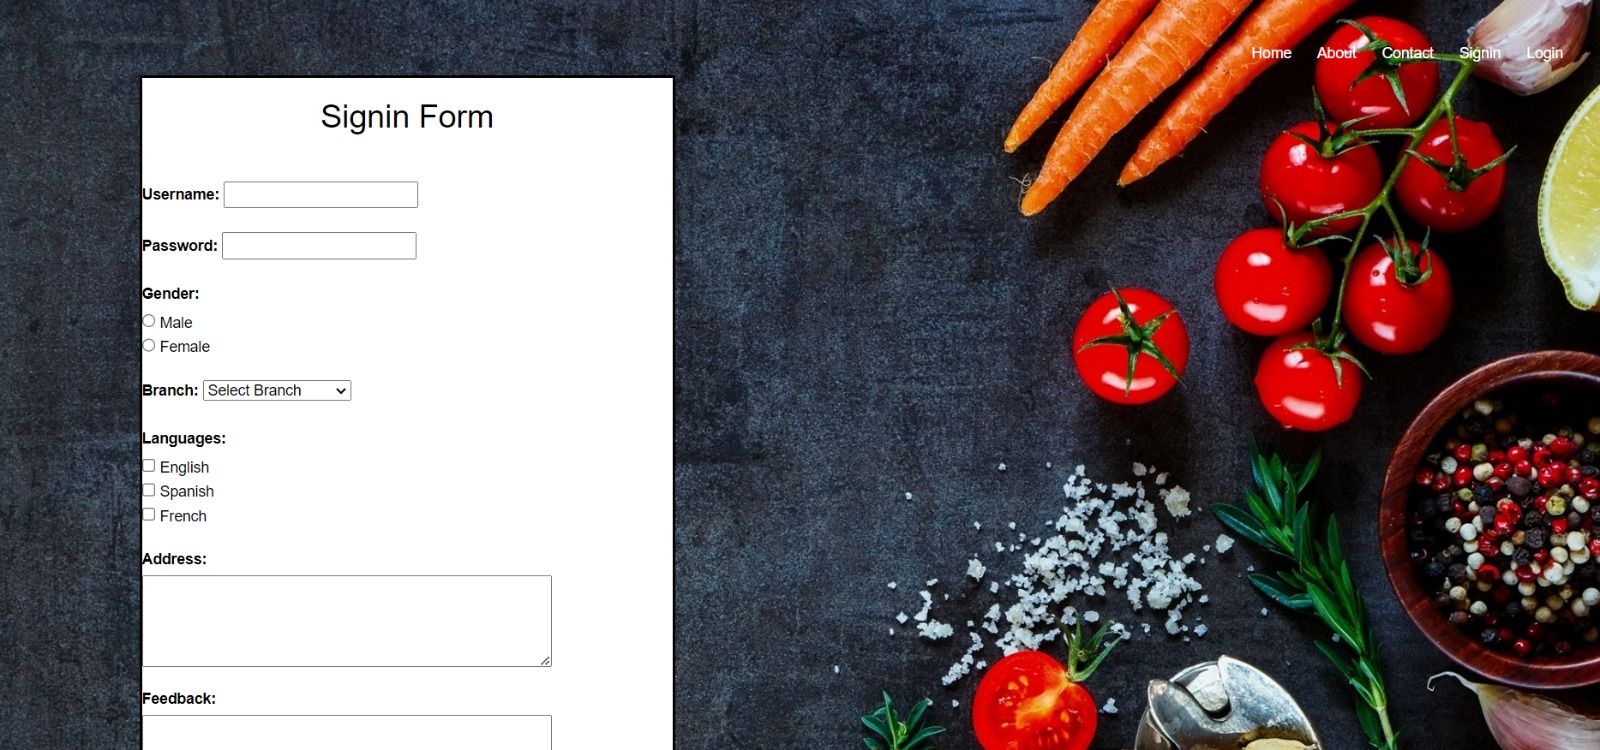 Home About Contact Signin Login
Signin Form
Username:
Password:
Gender:
Male
Female
Branch: Select Branch
Languages:
English
Spanish
French
Address:
Feedback: